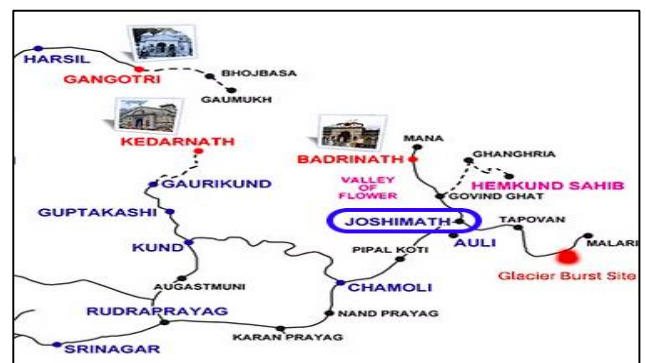 HARSIL
GANGOTRI
BHOJBASA
GAUMUKH
KEDARNATH
BADRINATH
MANA
GHANGHRIA
VALLEY
OF
FLOWER
HEMKUND SAHIB
GAURIKUND
GOVIND GHAT
GUPTAKASHI
JOSHIMATH
TAPOVAN
KUND
PIPAL KOTI
AULI
MALARI
Glacier Burst Site
AUGASTMUNI
CHAMOLI
RUDRAPRAYAG
NAND PRAYAG
KARAN PRAYAG
SRINAGAR